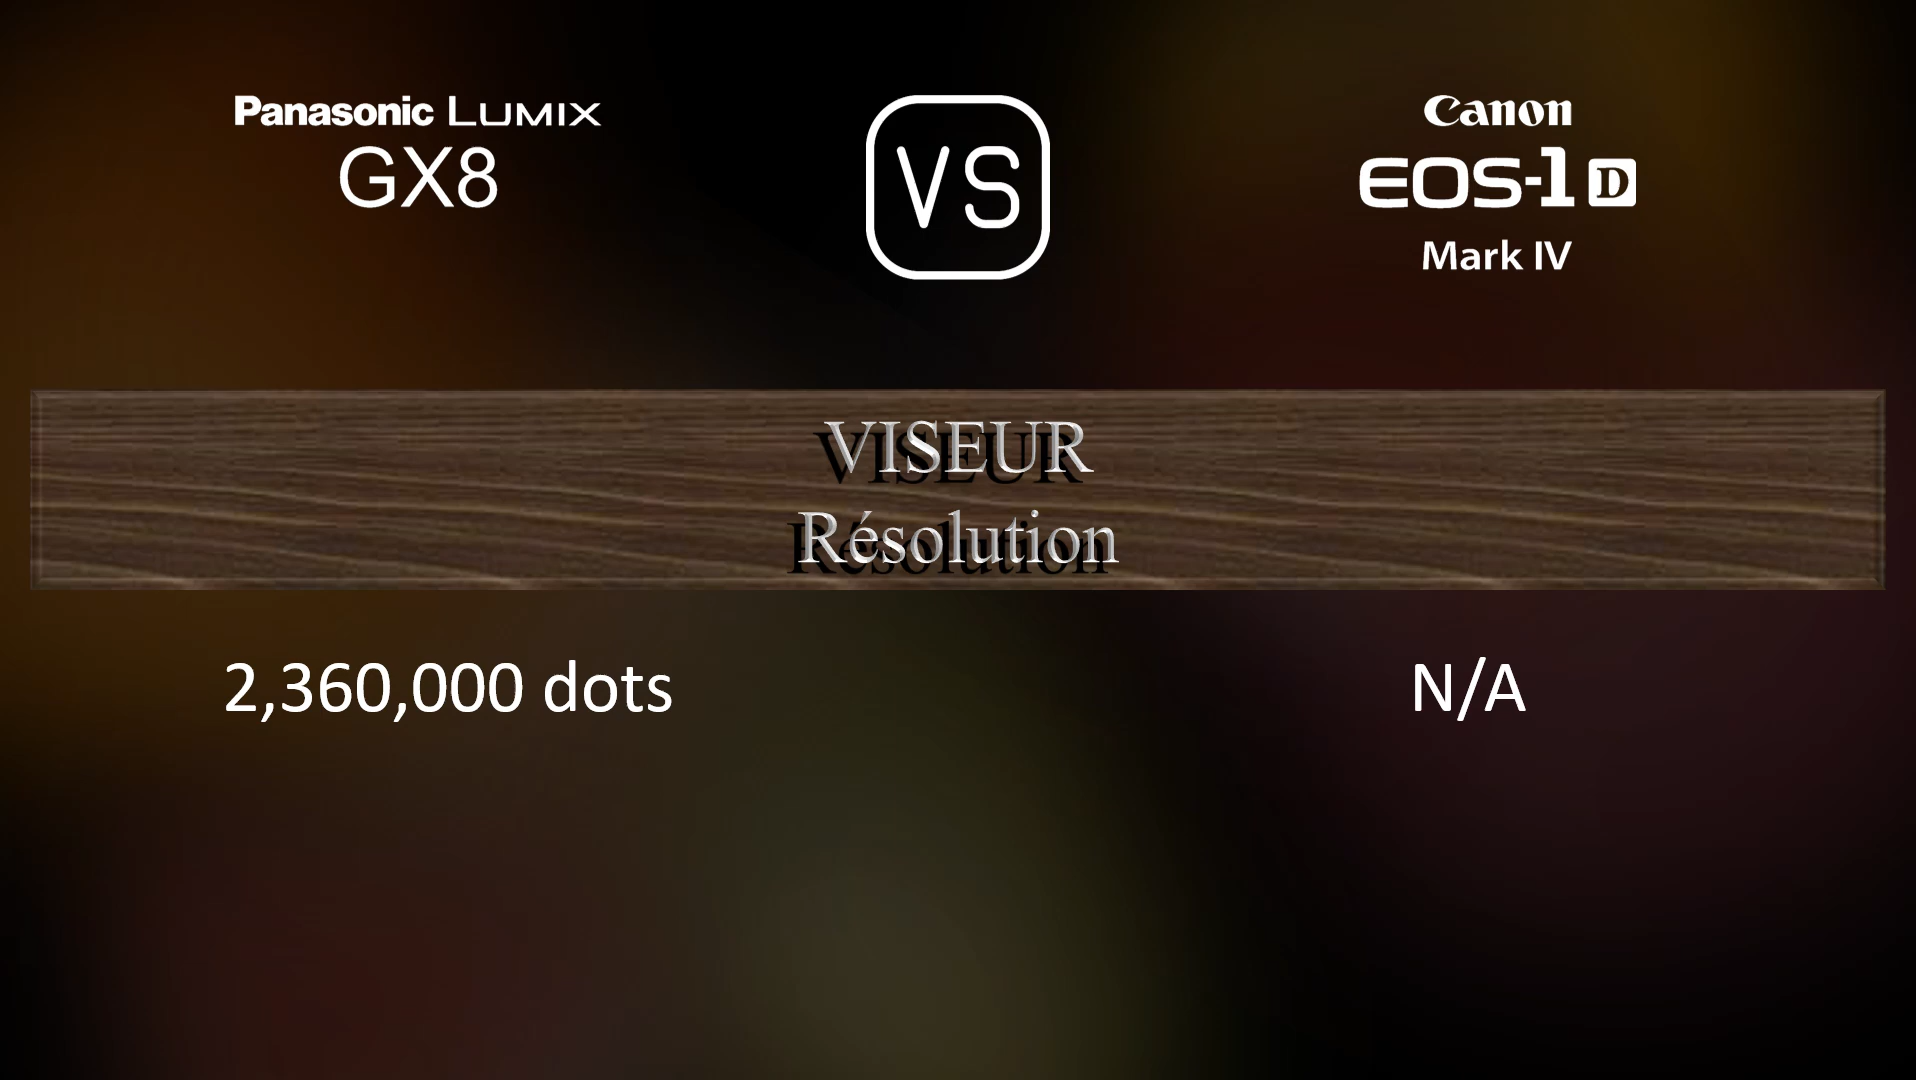 Panasonic LUMIX
GX8
VS
Canon
EOS-1D
Mark IV
VISEUR
Résolution
2,360,000 dots
N/A